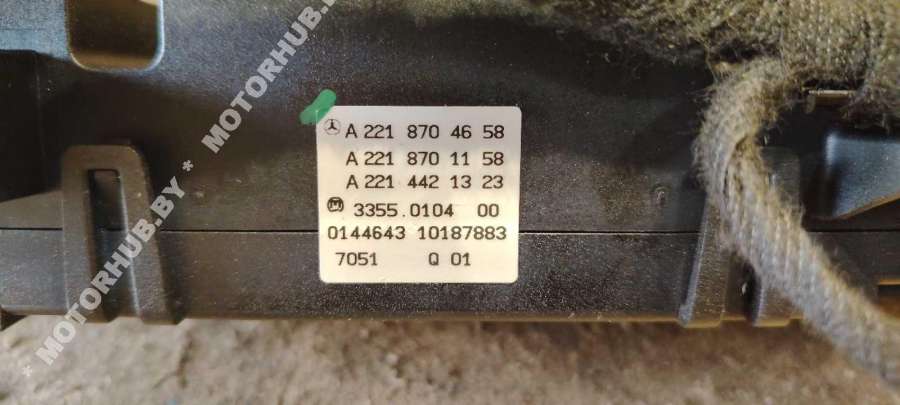 A 221 870 46 58
A 221 870 11 58
A 221 442 13 23
M 3355.0104 00
0144643 10187883
7051 Q 01
MOTORHUB.BY * MOTORHUB.BY * MOTORHUB.BY